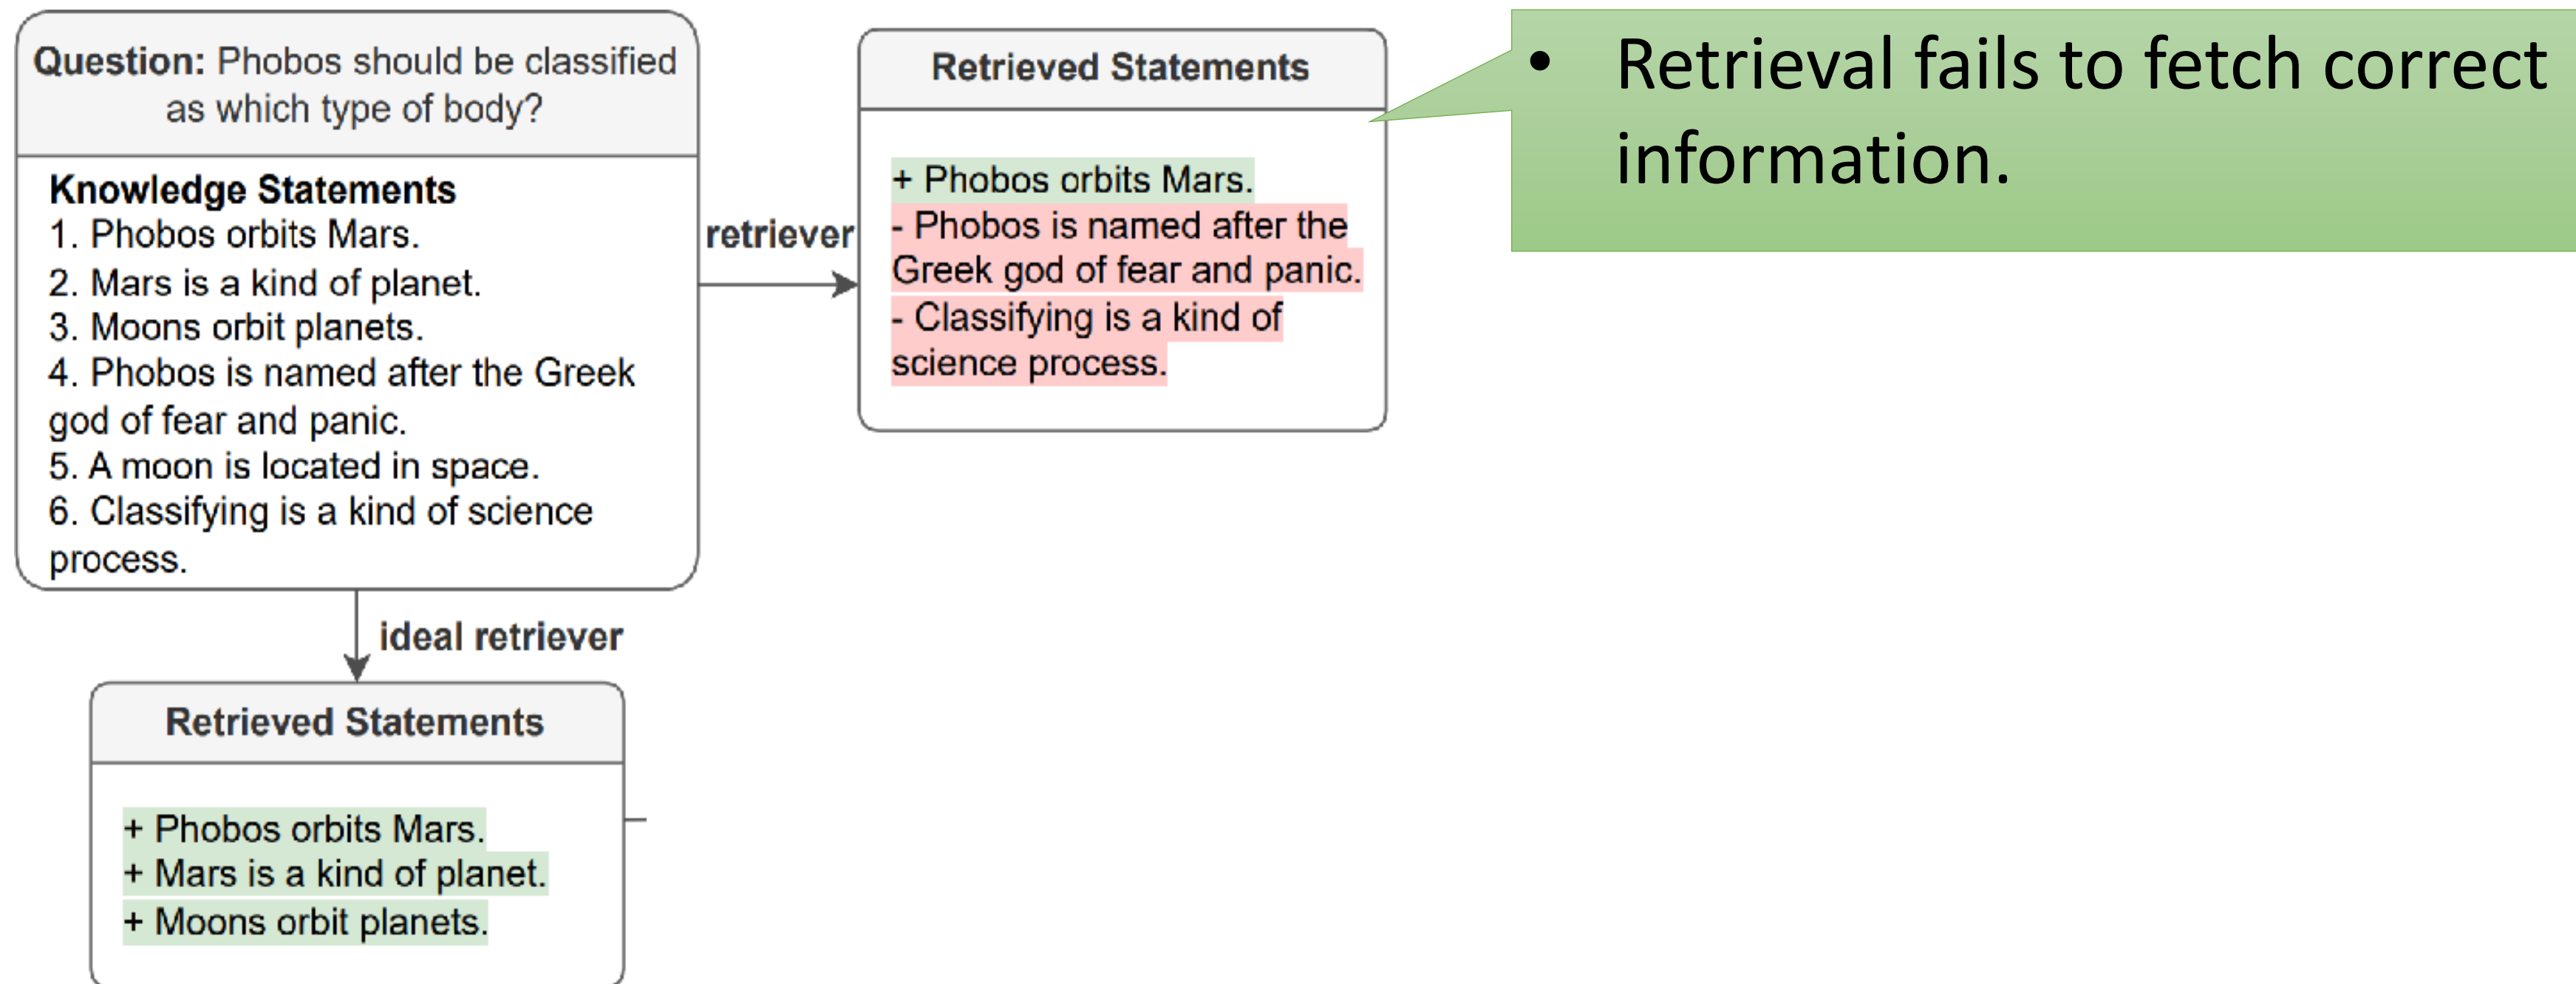 Question: Phobos should be classified
as which type of body?
Knowledge Statements
1. Phobos orbits Mars.
2. Mars is a kind of planet.
3. Moons orbit planets.
4. Phobos is named after the Greek
god of fear and panic.
5. A moon is located in space.
6. Classifying is a kind of science
process.
retriever
Retrieved Statements
+ Phobos orbits Mars.
- Phobos is named after the
Greek god of fear and panic.
- Classifying is a kind of
science process.
• Retrieval fails to fetch correct
information.
ideal retriever
Retrieved Statements
+ Phobos orbits Mars.
+ Mars is a kind of planet.
+ Moons orbit planets.